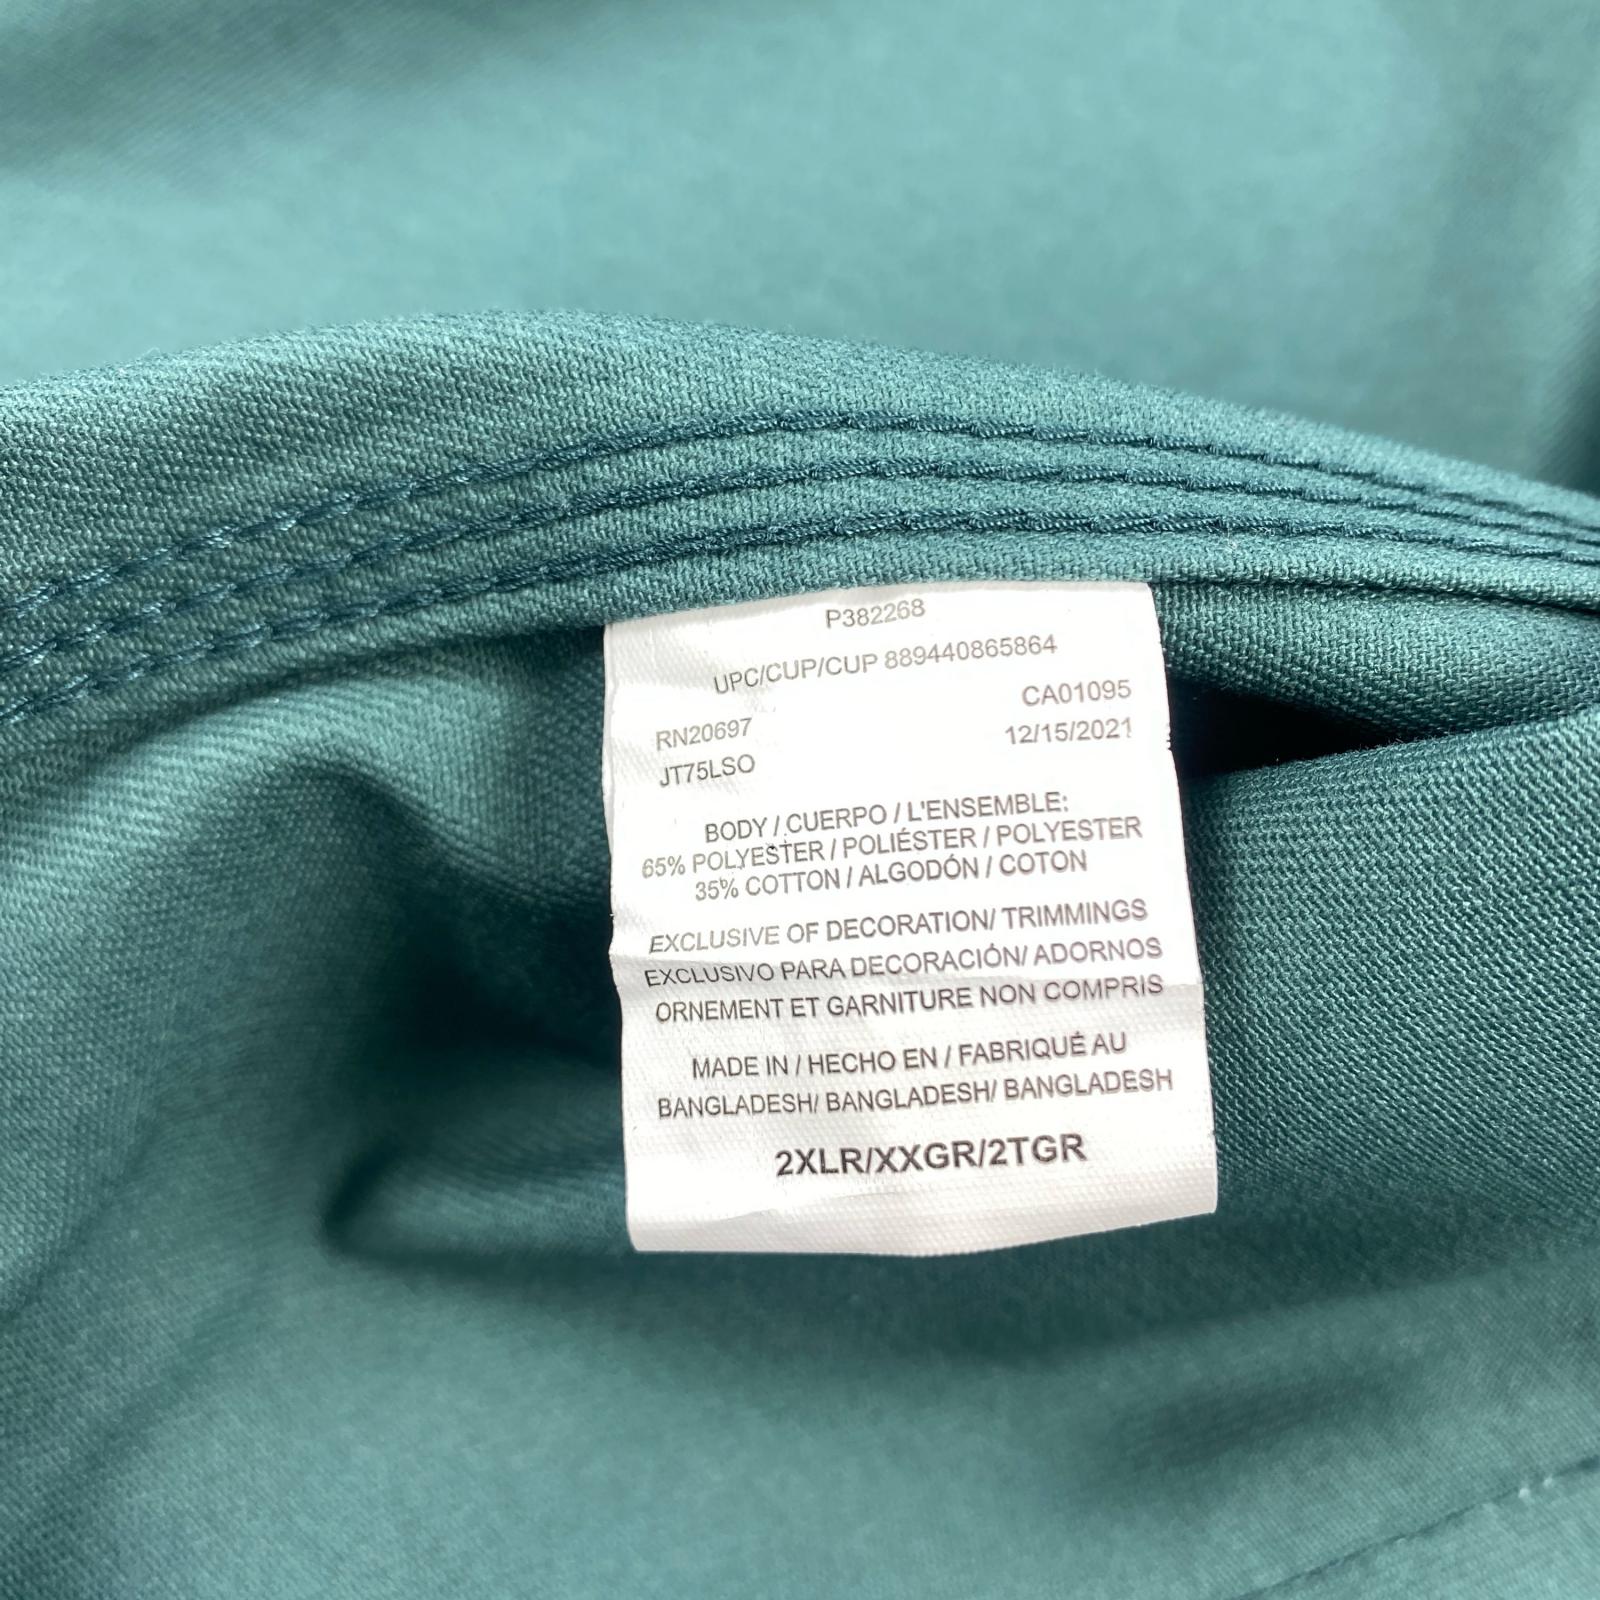 P382268
UPC/CUP/CUP 889440865864
RN20697 CA01095
JT75LSO 12/15/2021
BODY / CUERPO / L'ENSEMBLE:
65% POLYESTER / POLIÉSTER / POLYESTER
35% COTTON / ALGODÓN / COTON
EXCLUSIVE OF DECORATION/ TRIMMINGS
EXCLUSIVO PARA DECORACIÓN/ ADORNOS
ORNEMENT ET GARNITURE NON COMPRIS
MADE IN / HECHO EN / FABRIQUÉ AU
BANGLADESH/ BANGLADESH/ BANGLADESH
2XLR/XXGR/2TGR